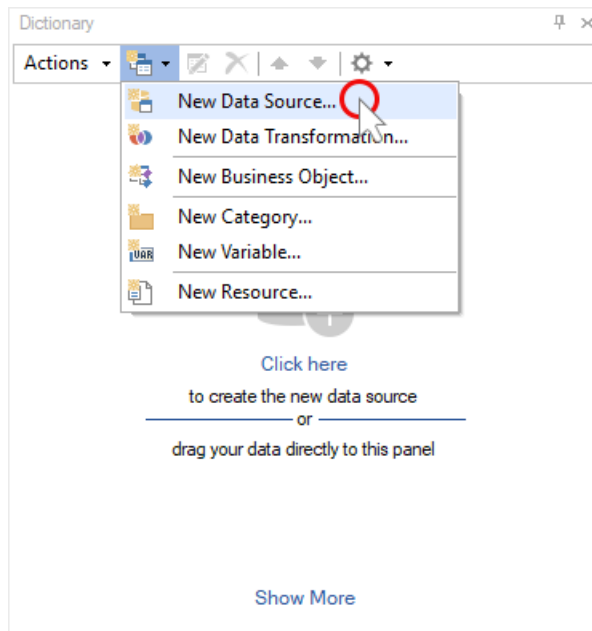 Dictionary
Actions
New Data Source...
New Data Transformation...
New Business Object...
New Category...
VAR New Variable...
New Resource...
Click here
to create the new data source
or
drag your data directly to this panel
Show More